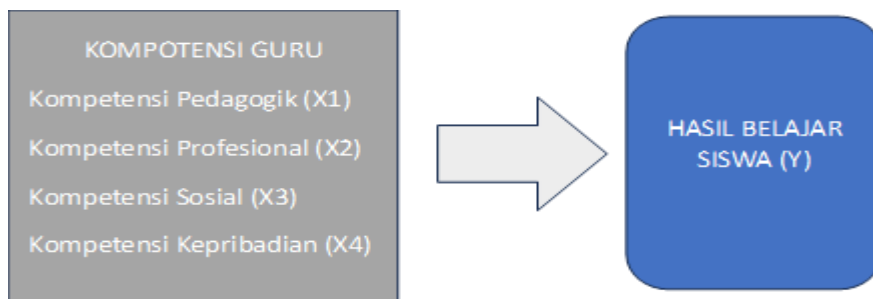 KOMPOTENSI GURU
Kompetensi Pedagogik (X1)
Kompetensi Profesional (X2)
Kompetensi Sosial (X3)
Kompetensi Kepribadian (X4)
HASIL BELAJAR
SISWA (Y)